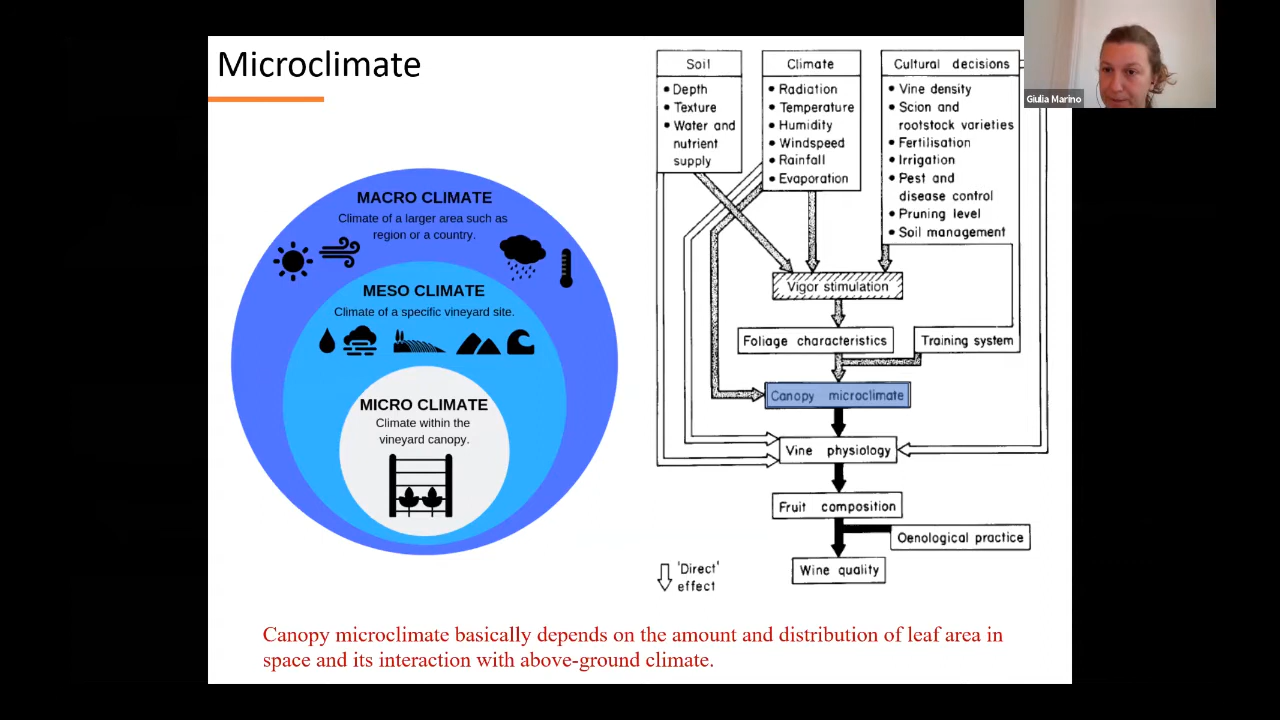 Microclimate
MACRO CLIMATE
Climate of a larger area such as
region or a country.
MESO CLIMATE
Climate of a specific vineyard site.
MICRO CLIMATE
Climate within the
vineyard canopy.
Soil
• Depth
• Texture
• Water and
nutrient
supply
Climate
• Radiation
• Temperature
• Humidity
• Windspeed
• Rainfall
• Evaporation
Cultural decisions
• Vine density
• Scion and
rootstock varieties
• Fertilisation
• Irrigation
• Pest and
disease control
• Pruning level
• Soil management
Vigor stimulation
Foliage characteristics
Training system
Canopy microclimate
Vine physiology
Fruit composition
Oenological practice
Wine quality
'Direct'
effect
Canopy microclimate basically depends on the amount and distribution of leaf area in
space and its interaction with above-ground climate.
Giulia Marino